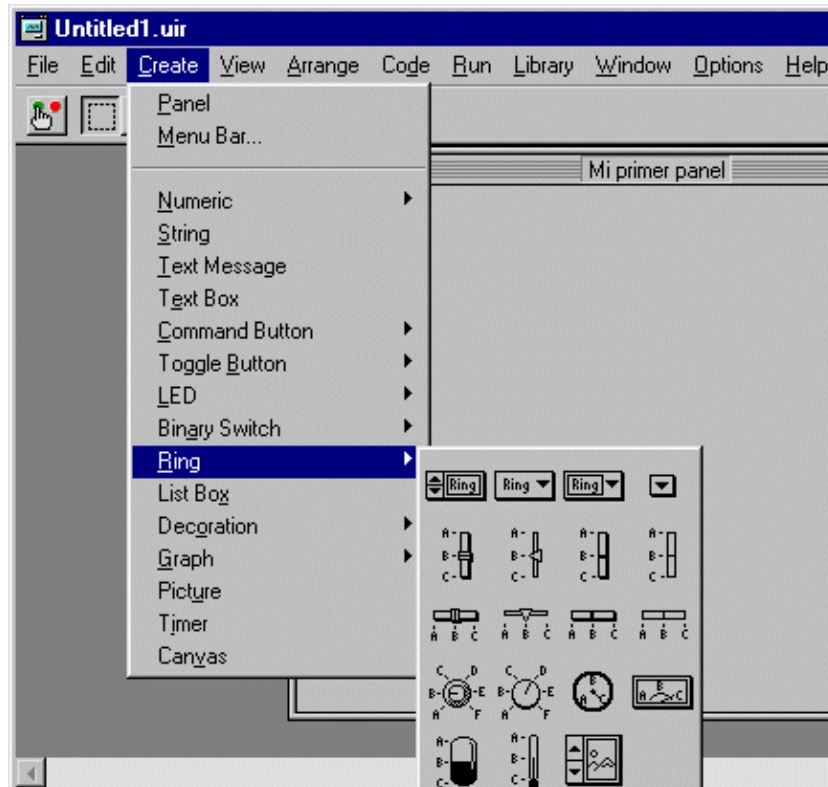 Untitled1.uir
File Edit Create View Arrange Code Run Library Window Options Help
Panel
Menu Bar...
Mi primer panel
Numeric
String
Text Message
Text Box
Command Button
Toggle Button
LED
Binary Switch
Ring
List Box
Decoration
Graph
Picture
Timer
Canvas
Ring Ring Ring
A- A- A- A-
B- B- B- B-
C- C- C- C-
A B C A B C A B C A B C
C D C D
B- -E B- -E B B
A F A F A C A C
A- A-
B- B-
C- C-